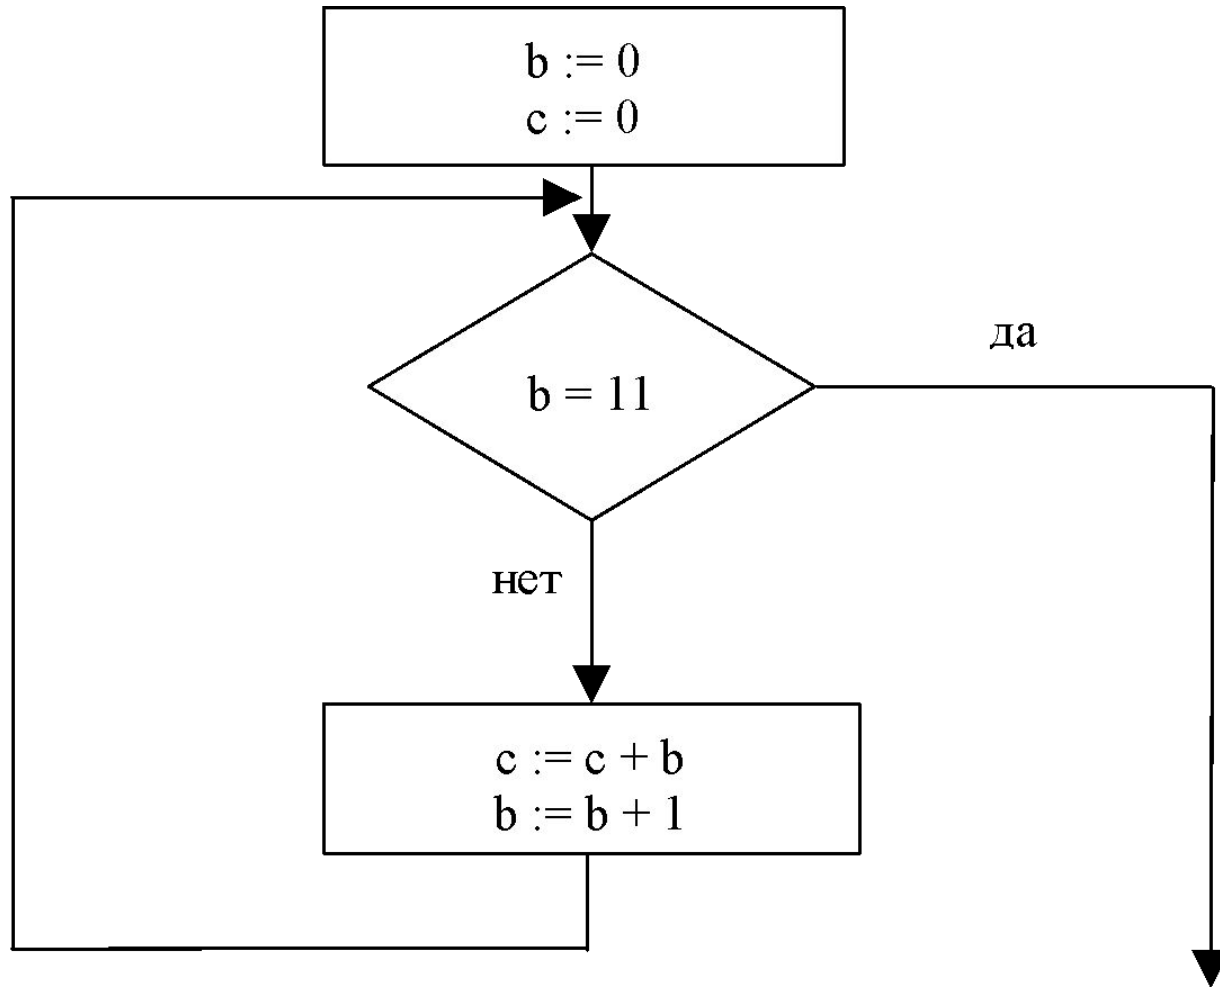 b := 0
c := 0
да
b = 11
нет
c := c + b
b := b + 1